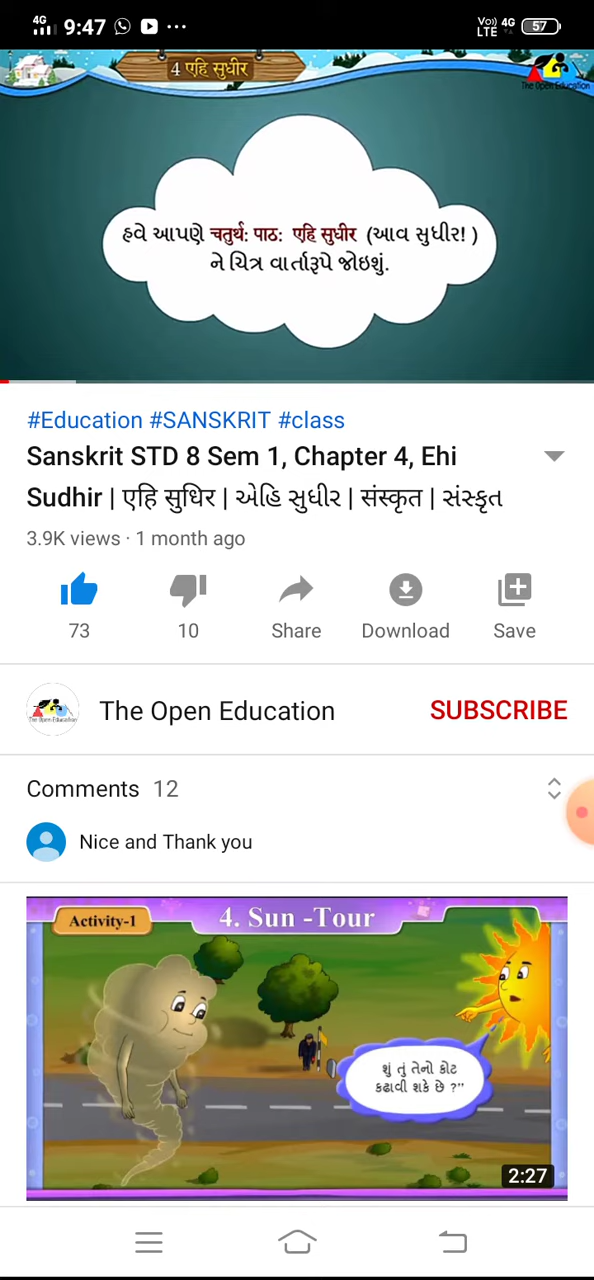 4G 9:47
Vo)) 4G
LTE
57
4 एहि सुधीर
The Open Education
હવે આપણે चतुर्थ: पाठ: एहि सुधीर (આવ સુધીર! )
ને ચિત્ર વાર્તારૂપે જોઇશું.
#Education #SANSKRIT #class
Sanskrit STD 8 Sem 1, Chapter 4, Ehi
Sudhir | एहि सुधिर | એહિ સુધીર | संस्कृत | સંસ્કૃત
3.9K views · 1 month ago
73 10 Share Download Save
The Open Education
The Open Education SUBSCRIBE
Comments 12
Nice and Thank you
Activity-1 4. Sun -Tour
શું તું તેનો કોટ
કઢાવી શકે છે ?"
2:27